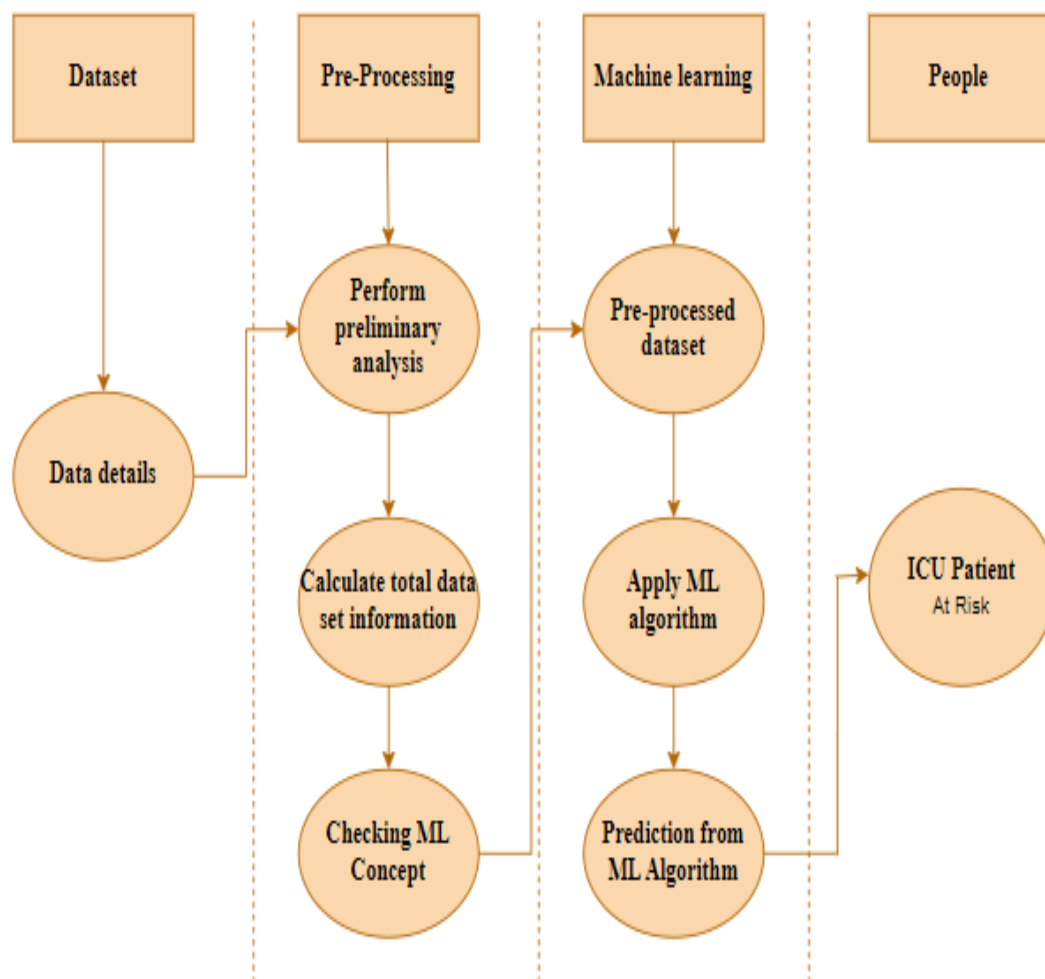 Dataset
Pre-Processing
Machine learning
People
Perform
preliminary
analysis
Pre-processed
dataset
Data details
Calculate total data
set information
Apply ML
algorithm
ICU Patient
At Risk
Checking ML
Concept
Prediction from
ML Algorithm